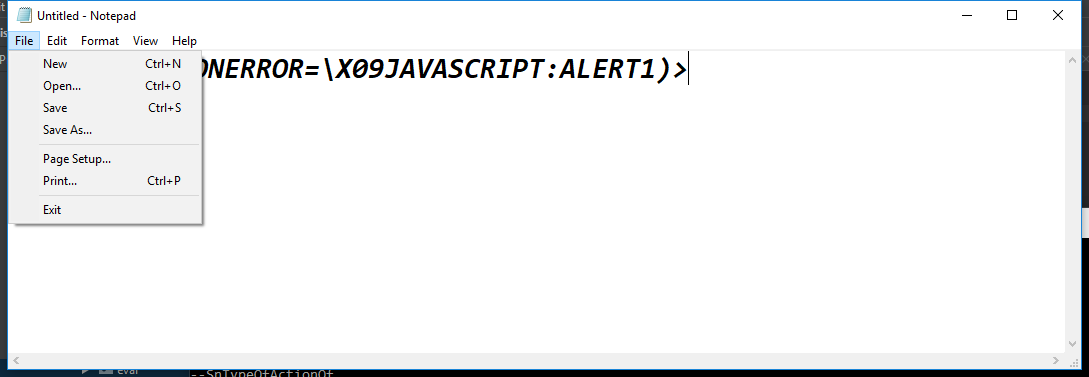 Untitled - Notepad
File Edit Format View Help
ONERROR=\X09JAVASCRIPT:ALERT1)>
New Ctrl+N
Open... Ctrl+O
Save Ctrl+S
Save As...
Page Setup...
Print... Ctrl+P
Exit
eval
--SpTypeOfActionOf